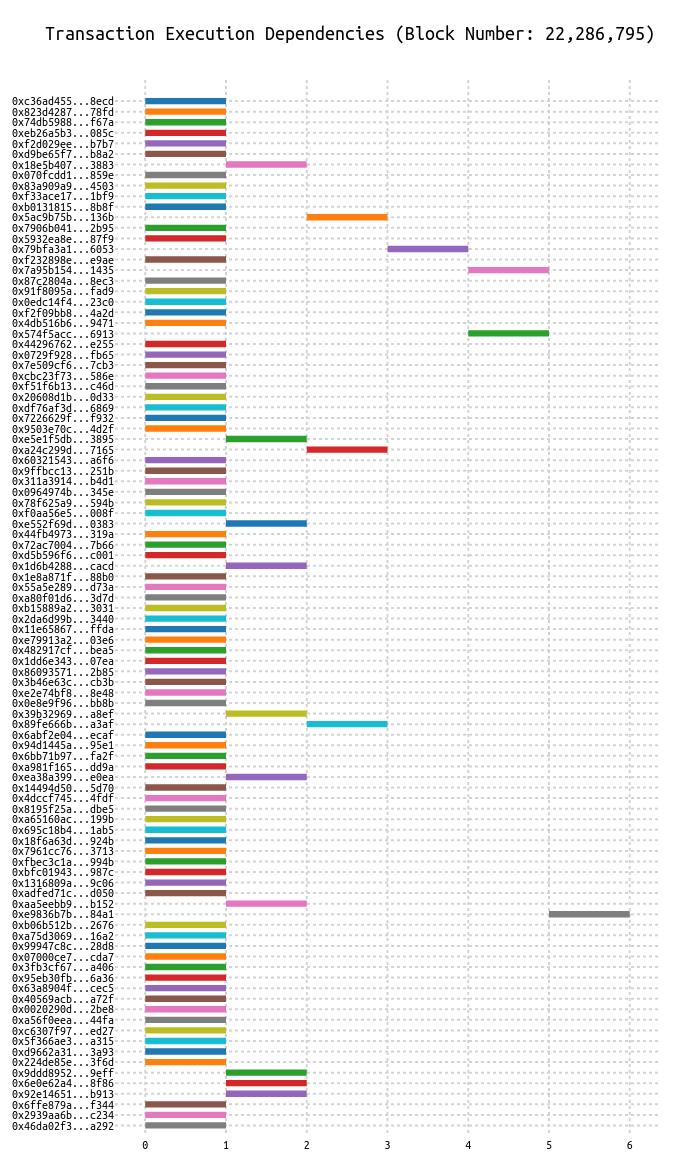 Transaction Execution Dependencies (Block Number: 22,286,795)
0xc36ad455...8ecd
0x823d4287...78fd
0x74db5988...f67a
0xeb26a5b3...085c
0xf2d029ee...b7b7
0xd9be65f7...b8a2
0x18e5b407...3883
0x070fcdd1...859e
0x83a909a9...4503
0xf33ace17...1bf9
0xb0131815...8b8f
0x5ac9b75b...136b
0x7906b041...2b95
0x5932ea8e...87f9
0x79bfa3a1...6053
0xf232898e...e9ae
0x7a95b154...1435
0x87c2804a...8ec3
0x91f8095a...fad9
0x0edc14f4...23c0
0xf2f09bb8...4a2d
0x4db516b6...9471
0x574f5acc...6913
0x44296762...e255
0x0729f928...fb65
0x7e509cf6...7cb3
0xcbc23f73...586e
0xf51f6b13...c46d
0x20608d1b...0d33
0xdf76af3d...6869
0x7226629f...f932
0x9503e70c...4d2f
0xe5e1f5db...3895
0xa24c299d...7165
0x60321543...a6f6
0x9ffbcc13...251b
0x311a3914...b4d1
0x0964974b...345e
0x78f625a9...594b
0xf0aa56e5...008f
0xe552f69d...0383
0x44fb4973...319a
0x72ac7004...7b66
0xd5b596f6...c001
0x1d6b4288...cacd
0x1e8a871f...88b0
0x55a5e289...d73a
0xa80f01d6...3d7d
0xb15889a2...3031
0x2da6d99b...3440
0x11e65867...ffda
0xe79913a2...03e6
0x482917cf...bea5
0x1dd6e343...07ea
0x86093571...2b85
0x3b46e63c...cb3b
0xe2e74bf8...8e48
0x0e8e9f96...bb8b
0x39b32969...a8ef
0x89fe666b...a3af
0x6abf2e04...ecaf
0x94d1445a...95e1
0x6bb71b97...fa2f
0xa981f165...dd9a
0xea38a399...e0ea
0x14494d50...5d70
0x4dccf745...4fdf
0x8195f25a...dbe5
0xa65160ac...199b
0x695c18b4...1ab5
0x18f6a63d...924b
0x7961cc76...3713
0xfbec3c1a...994b
0xbfc01943...987c
0x1316809a...9c06
0xadfed71c...d050
0xaa5eebb9...b152
0xe9836b7b...84a1
0xb06b512b...2676
0xa75d3069...16a2
0x99947c8c...28d8
0x07000ce7...cda7
0x3fb3cf67...a406
0x95eb30fb...6a36
0x63a8904f...cec5
0x40569acb...a72f
0x0020290d...2be8
0xa56f0eea...44fa
0xc6307f97...ed27
0x5f366ae3...a315
0xd9662a31...3a93
0x224de85e...3f6d
0x9ddd8952...9eff
0x6e0e62a4...8f86
0x92e14651...b913
0x6ffe879a...f344
0x2939aa6b...c234
0x46da02f3...a292
0 1 2 3 4 5 6